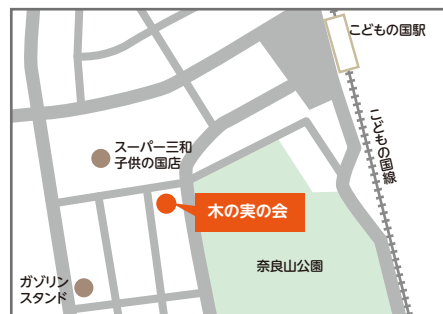 こどもの国駅
こどもの国線
スーパー三和
子供の国店
木の実の会
奈良山公園
ガゾリン
スタンド